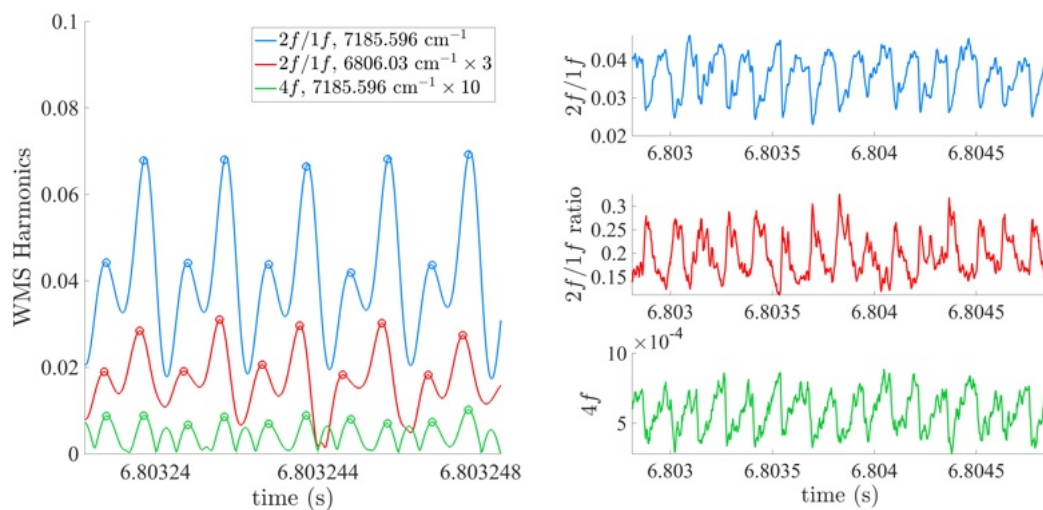 0.1
0.08
0.06
0.04
0.02
0
WMS Harmonics
2f/1f, 7185.596 cm⁻¹
2f/1f, 6806.03 cm⁻¹ × 3
4f, 7185.596 cm⁻¹ × 10
6.80324 6.803244 6.803248
time (s)
2f/1f
0.04
0.03
0.02
6.803 6.8035 6.804 6.8045
2f/1f ratio
0.3
0.25
0.2
0.15
6.803 6.8035 6.804 6.8045
×10⁻⁴
4f
10
5
6.803 6.8035 6.804 6.8045
time (s)